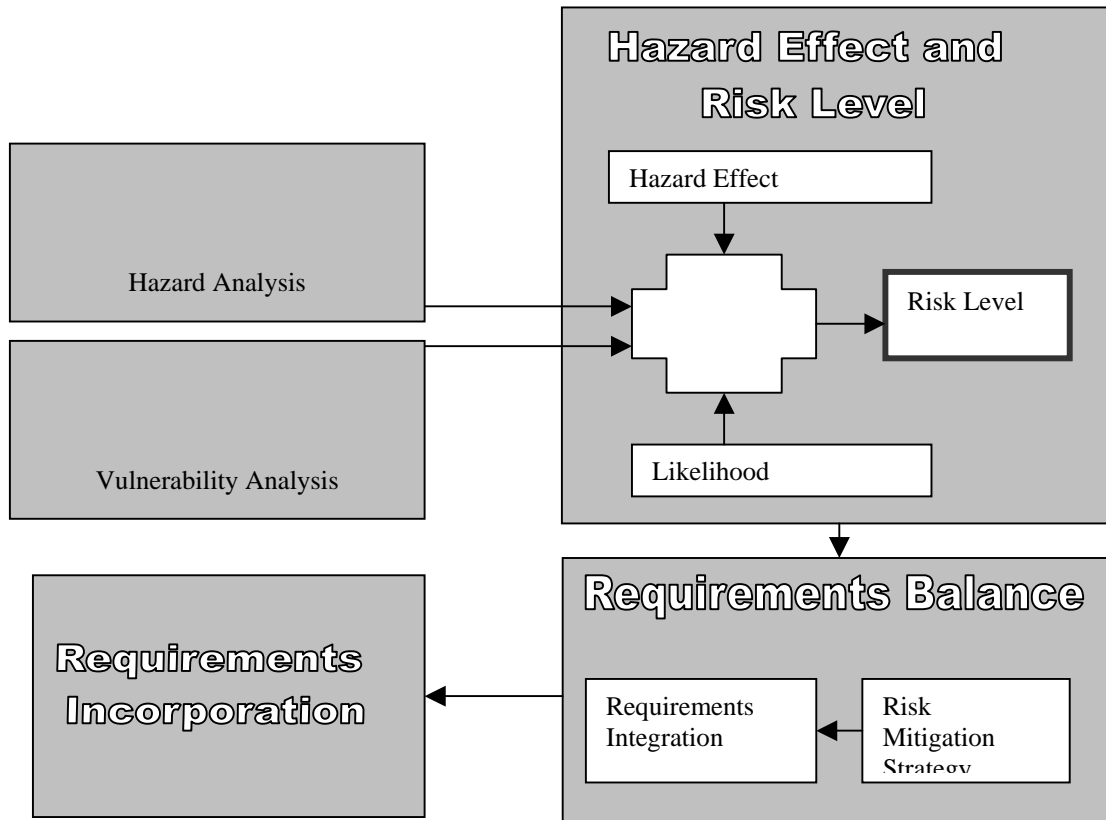 Hazard Effect and
Risk Level
Hazard Effect
Hazard Analysis
Risk Level
Vulnerability Analysis
Likelihood
Requirements Balance
Requirements
Incorporation
Requirements
Integration
Risk
Mitigation
Strategy